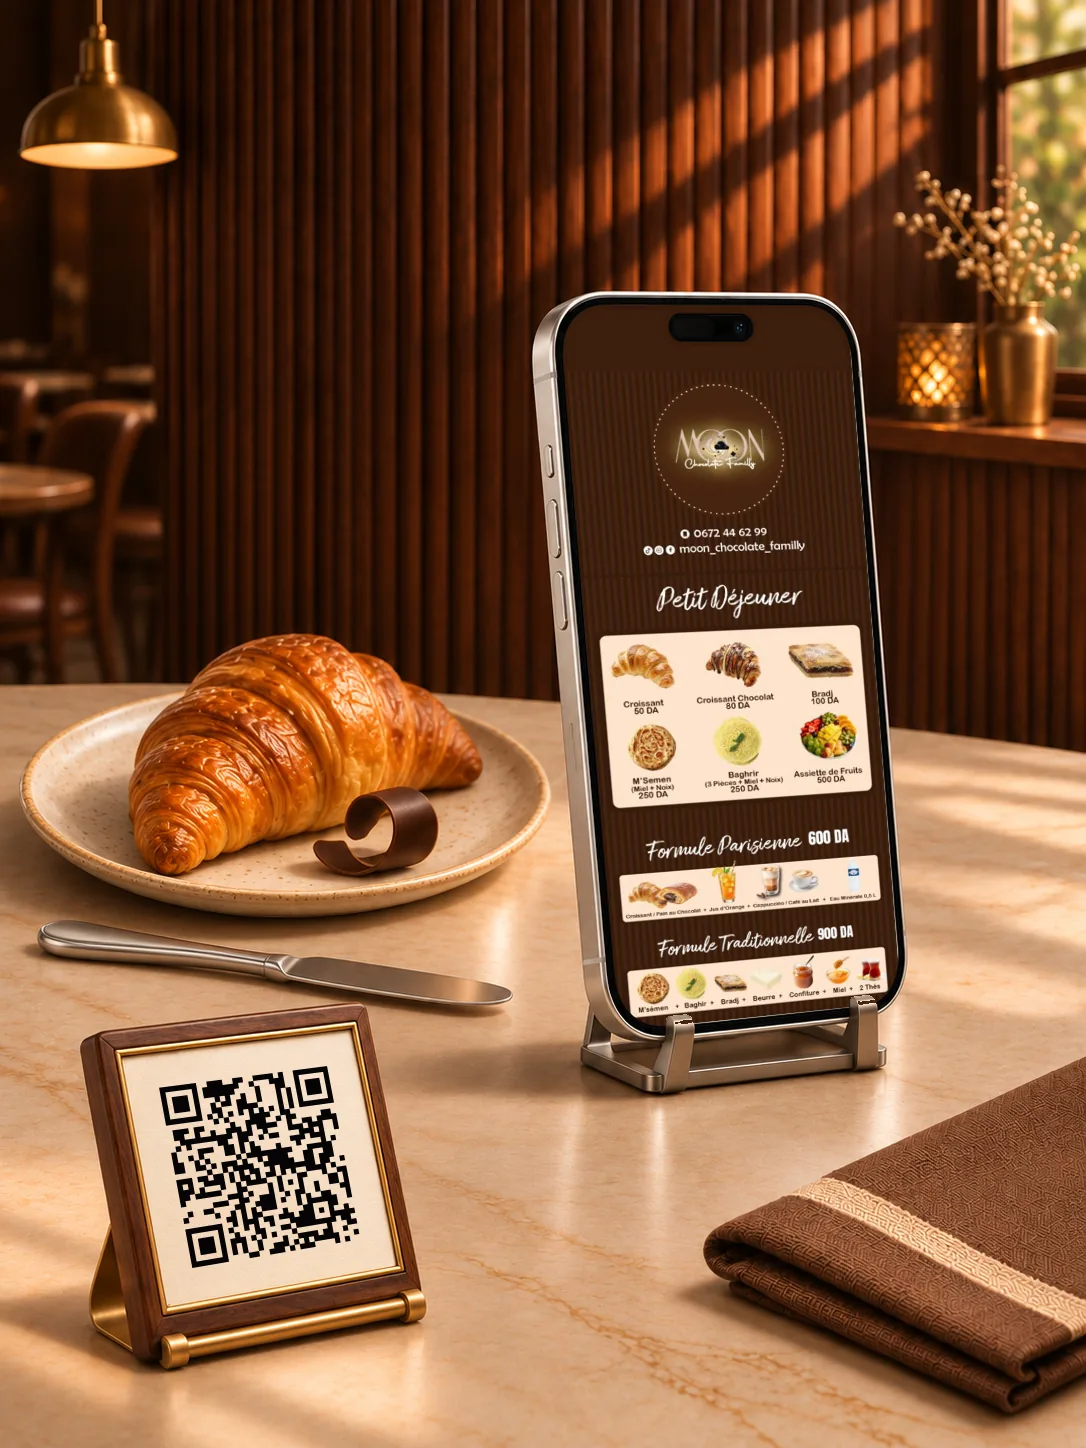 MOON
Chocolate Familly
0672 44 62 99
moon_chocolate_familly
Petit Déjeuner
Croissant
50 DA
Croissant Chocolat
80 DA
Bradj
100 DA
M'Semen
(Miel + Noix)
250 DA
Baghrir
(3 Pièces + Miel + Noix)
250 DA
Assiette de Fruits
500 DA
Formule Parisienne 600 DA
Croissant / Pain au Chocolat + Jus d'Orange + Cappuccino / Café au Lait + Eau Minerale 0,5 L
Formule Traditionnelle 900 DA
M'sèmen + Baghir + Bradj + Beurre + Confiture + Miel + 2 Thés